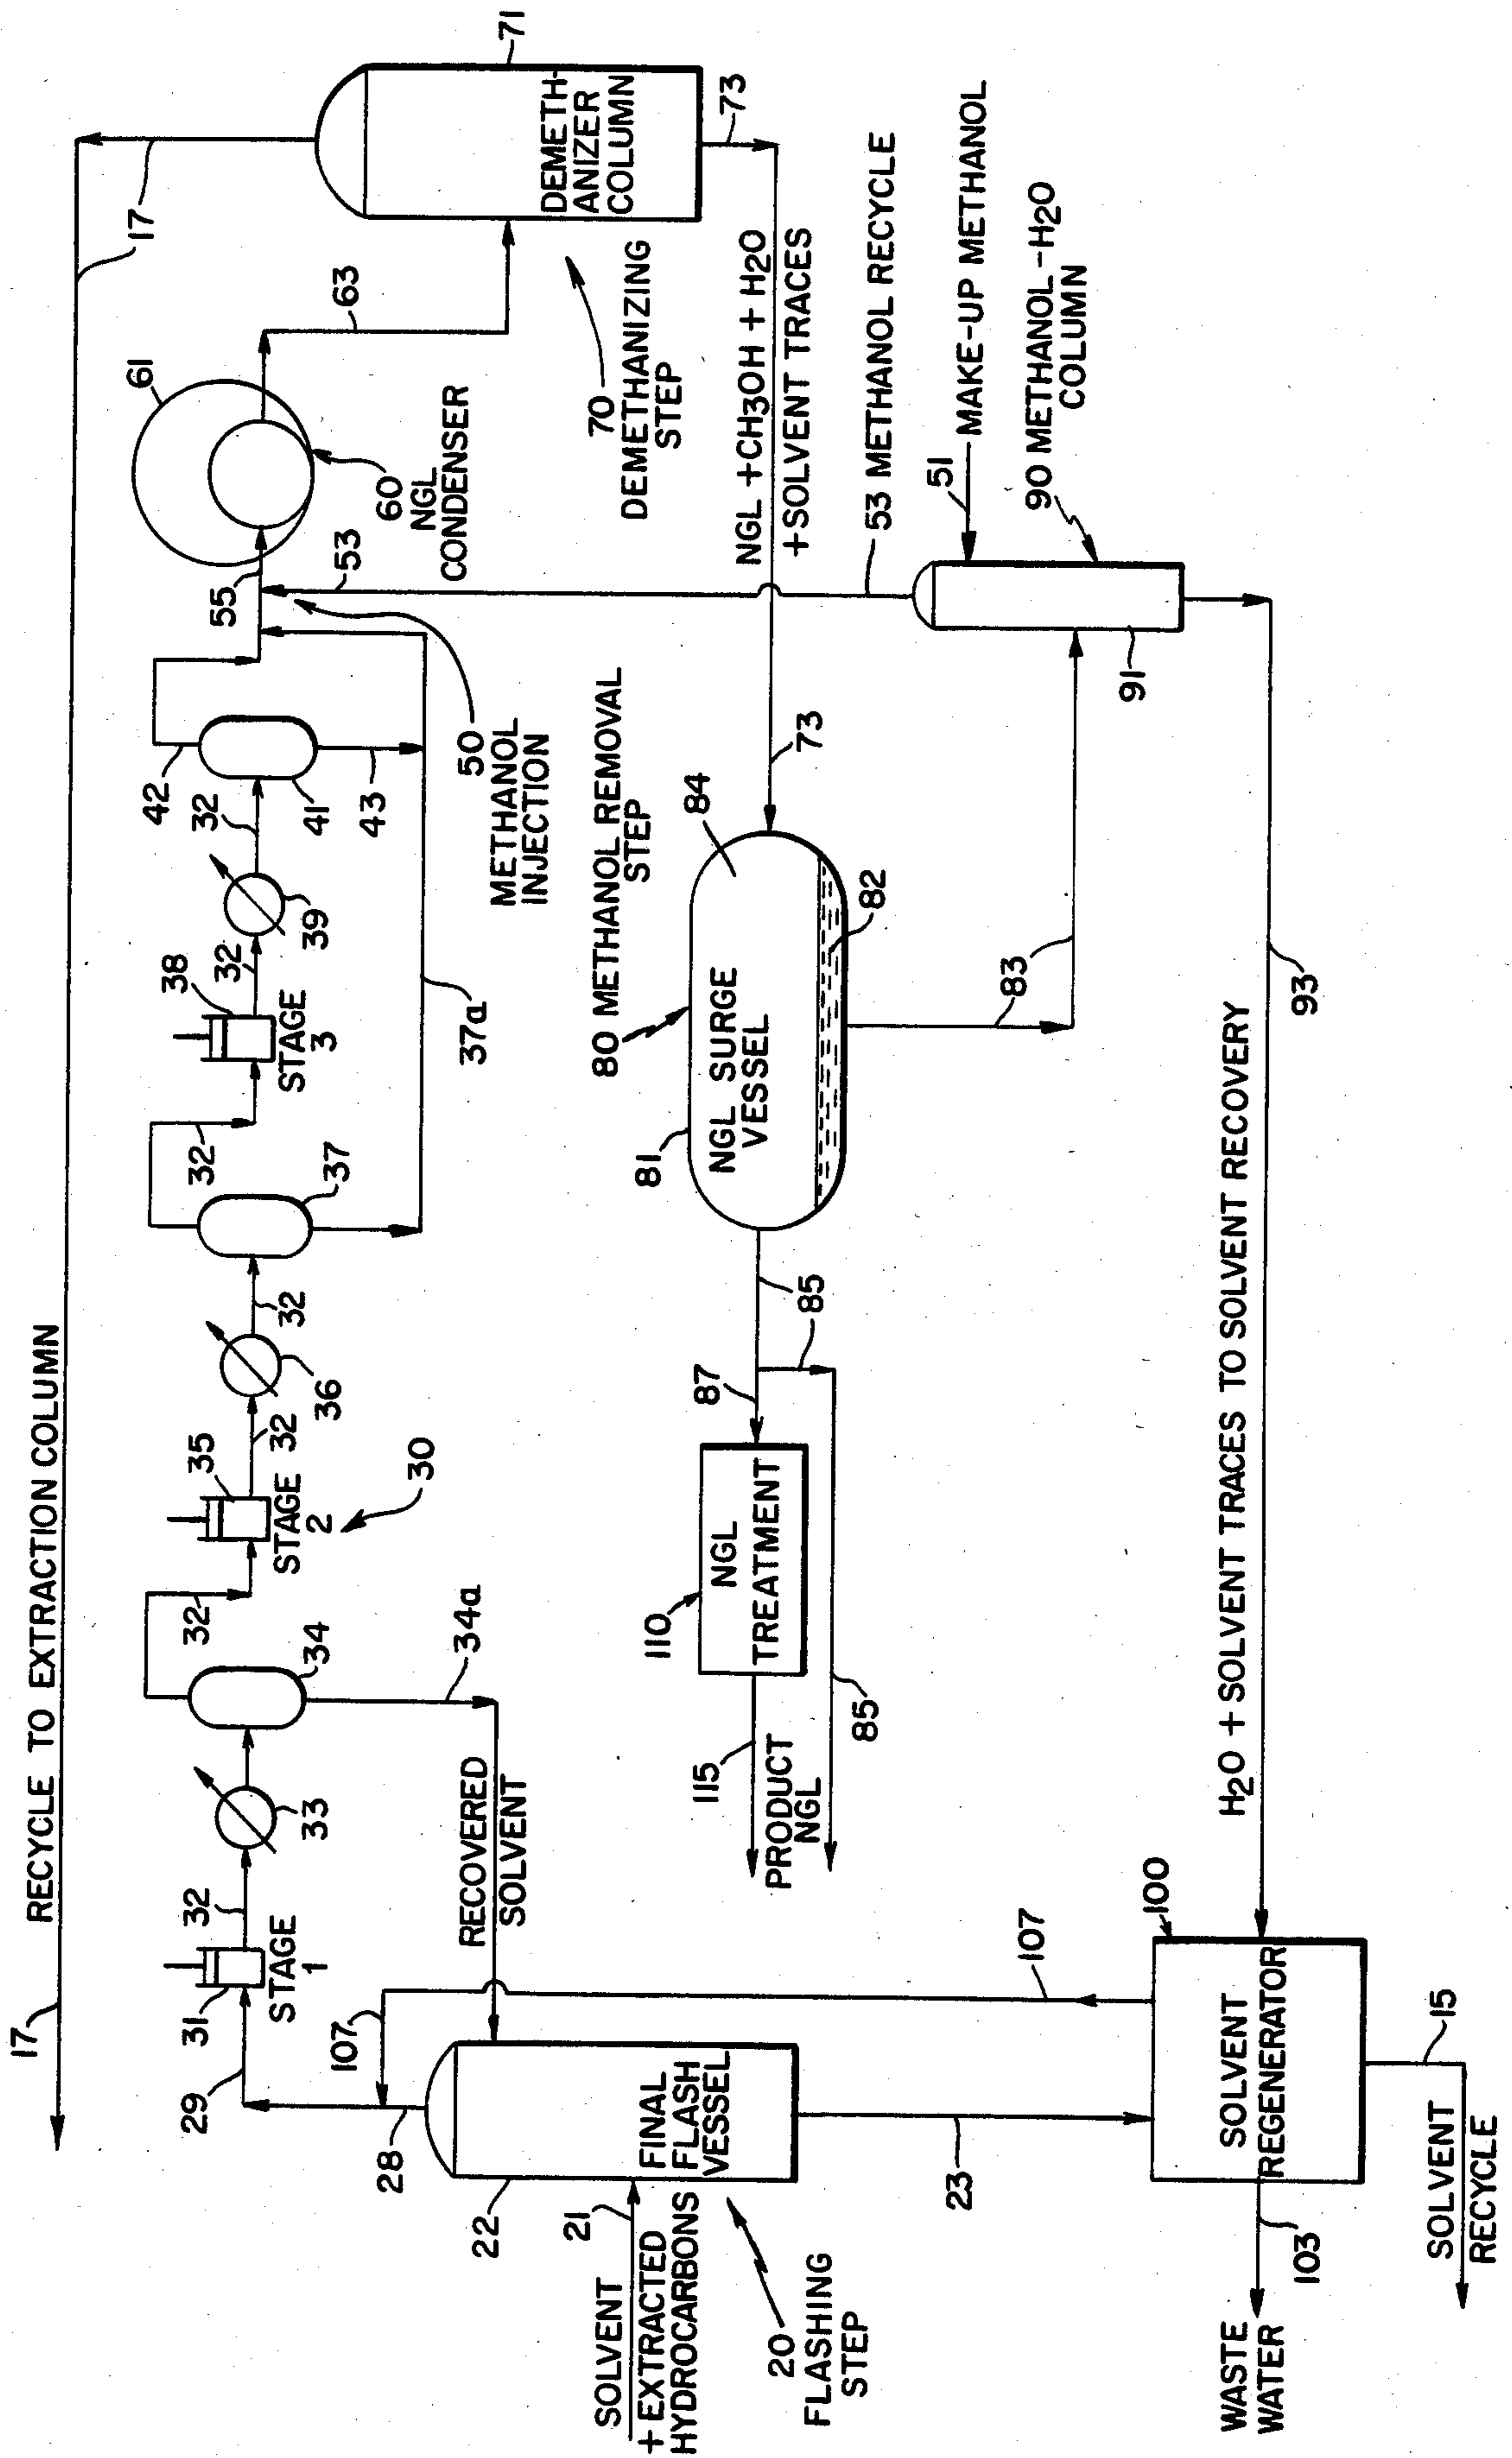 17
RECYCLE TO EXTRACTION COLUMN
17
29
31
STAGE
1
32
33
34
32
35
STAGE
2
32
36
32
37
32
38
STAGE
3
32
39
32
41
42
43
55
53
61
60
NGL
CONDENSER
63
71
DEMETH-
ANIZER
COLUMN
73
70
DEMETHANIZING
STEP
30
34a
37a
50
METHANOL
INJECTION
RECOVERED
SOLVENT
28
107
22
FINAL
FLASH
VESSEL
21
SOLVENT
+ EXTRACTED
HYDROCARBONS
20
FLASHING
STEP
23
107
115
PRODUCT
NGL
85
110
NGL
TREATMENT
87
85
81
NGL SURGE
VESSEL
80 METHANOL REMOVAL
STEP
84
82
73
83
NGL + CH3OH + H2O
+ SOLVENT TRACES
53 METHANOL RECYCLE
51
MAKE-UP METHANOL
90 METHANOL-H2O
COLUMN
91
93
H2O + SOLVENT TRACES TO SOLVENT RECOVERY
100
SOLVENT
REGENERATOR
103
WASTE
WATER
15
SOLVENT
RECYCLE